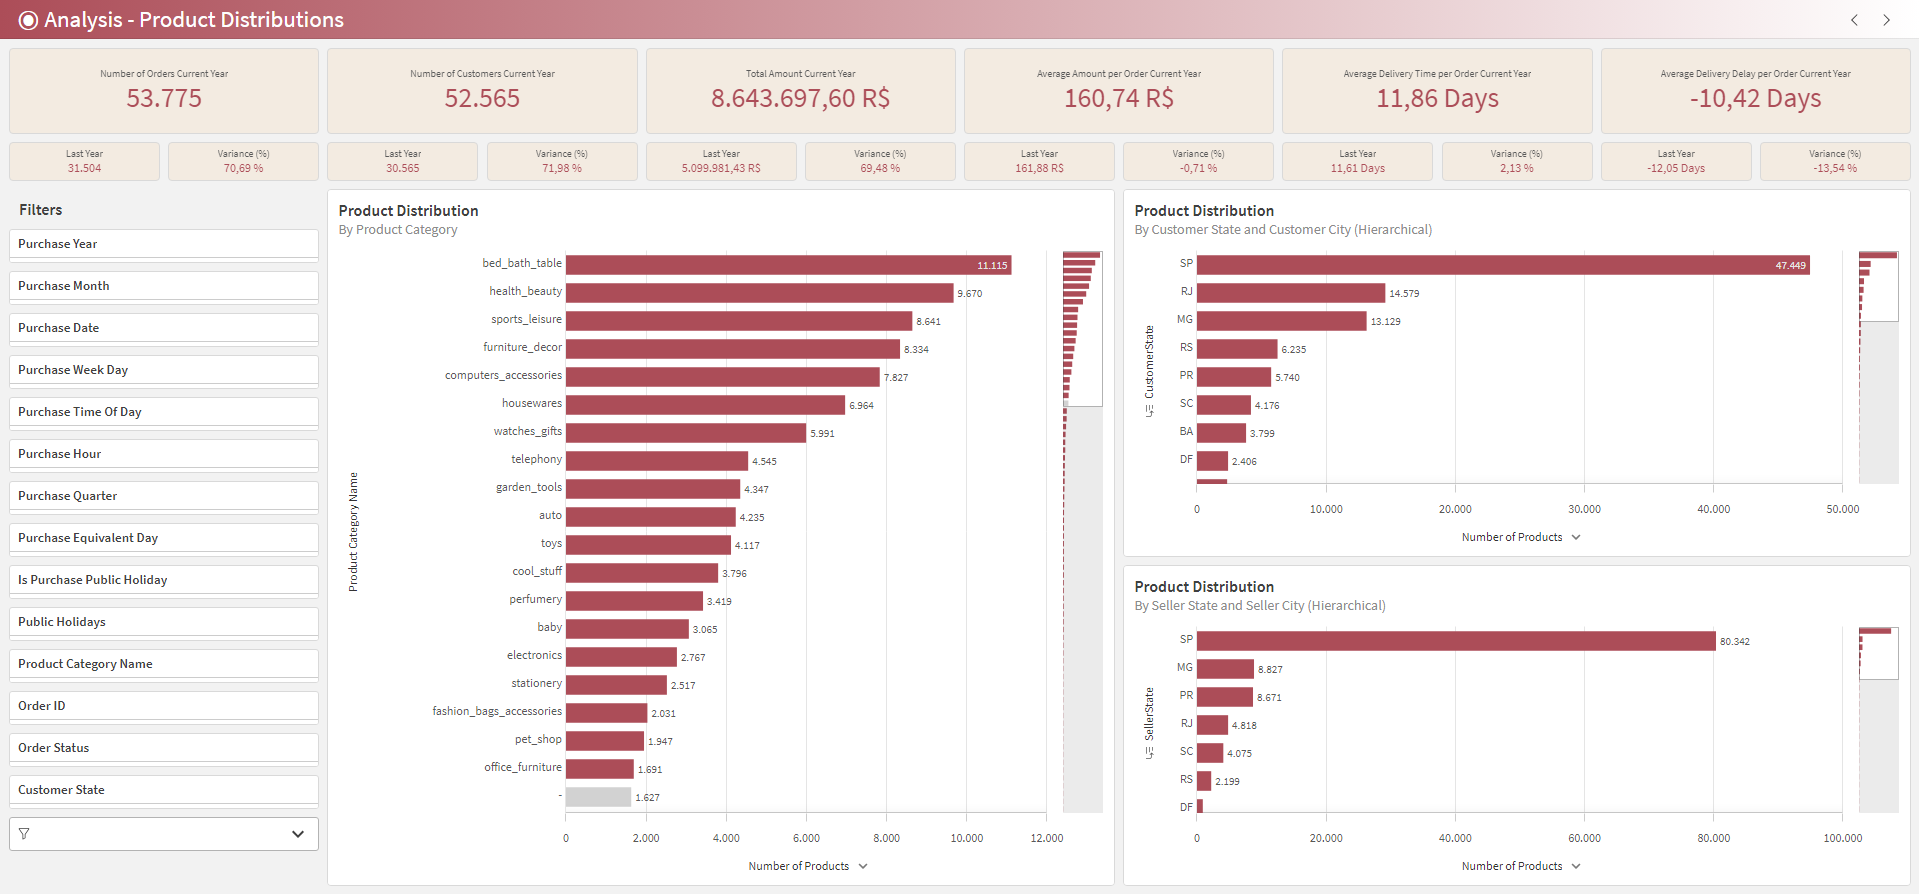 Analysis - Product Distributions
Number of Orders Current Year
53.775
Number of Customers Current Year
52.565
Total Amount Current Year
8.643.697,60 R$
Average Amount per Order Current Year
160,74 R$
Average Delivery Time per Order Current Year
11,86 Days
Average Delivery Delay per Order Current Year
-10,42 Days
Last Year
31.504
Variance (%)
70,69 %
Last Year
30.565
Variance (%)
71,98 %
Last Year
5.099.981,43 R$
Variance (%)
69,48 %
Last Year
161,88 R$
Variance (%)
-0,71 %
Last Year
11,61 Days
Variance (%)
2,13 %
Last Year
-12,05 Days
Variance (%)
-13,54 %
Filters
Purchase Year
Purchase Month
Purchase Date
Purchase Week Day
Purchase Time Of Day
Purchase Hour
Purchase Quarter
Purchase Equivalent Day
Is Purchase Public Holiday
Public Holidays
Product Category Name
Order ID
Order Status
Customer State
Product Distribution
By Product Category
Product Category Name
bed_bath_table 11.115
health_beauty 9.670
sports_leisure 8.641
furniture_decor 8.334
computers_accessories 7.827
housewares 6.964
watches_gifts 5.991
telephony 4.545
garden_tools 4.347
auto 4.235
toys 4.117
cool_stuff 3.796
perfumery 3.419
baby 3.065
electronics 2.767
stationery 2.517
fashion_bags_accessories 2.031
pet_shop 1.947
office_furniture 1.691
- 1.627
0 2.000 4.000 6.000 8.000 10.000 12.000
Number of Products
Product Distribution
By Customer State and Customer City (Hierarchical)
CustomerState
SP 47.449
RJ 14.579
MG 13.129
RS 6.235
PR 5.740
SC 4.176
BA 3.799
DF 2.406
0 10.000 20.000 30.000 40.000 50.000
Number of Products
Product Distribution
By Seller State and Seller City (Hierarchical)
SellerState
SP 80.342
MG 8.827
PR 8.671
RJ 4.818
SC 4.075
RS 2.199
DF
0 20.000 40.000 60.000 80.000 100.000
Number of Products